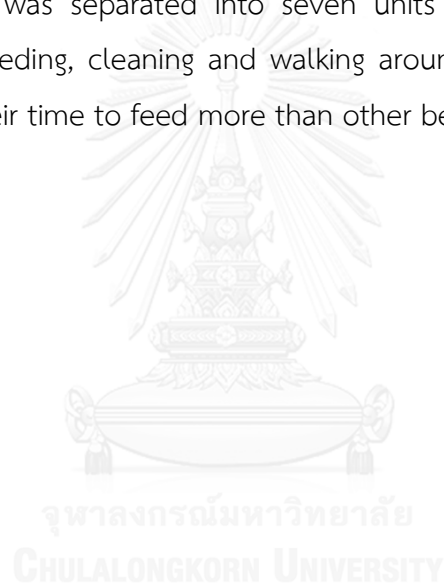 was separated into seven units
eding, cleaning and walking aroun
eir time to feed more than other be
จุฬาลงกรณ์มหาวิทยาลัย
CHULALONGKORN UNIVERSITY